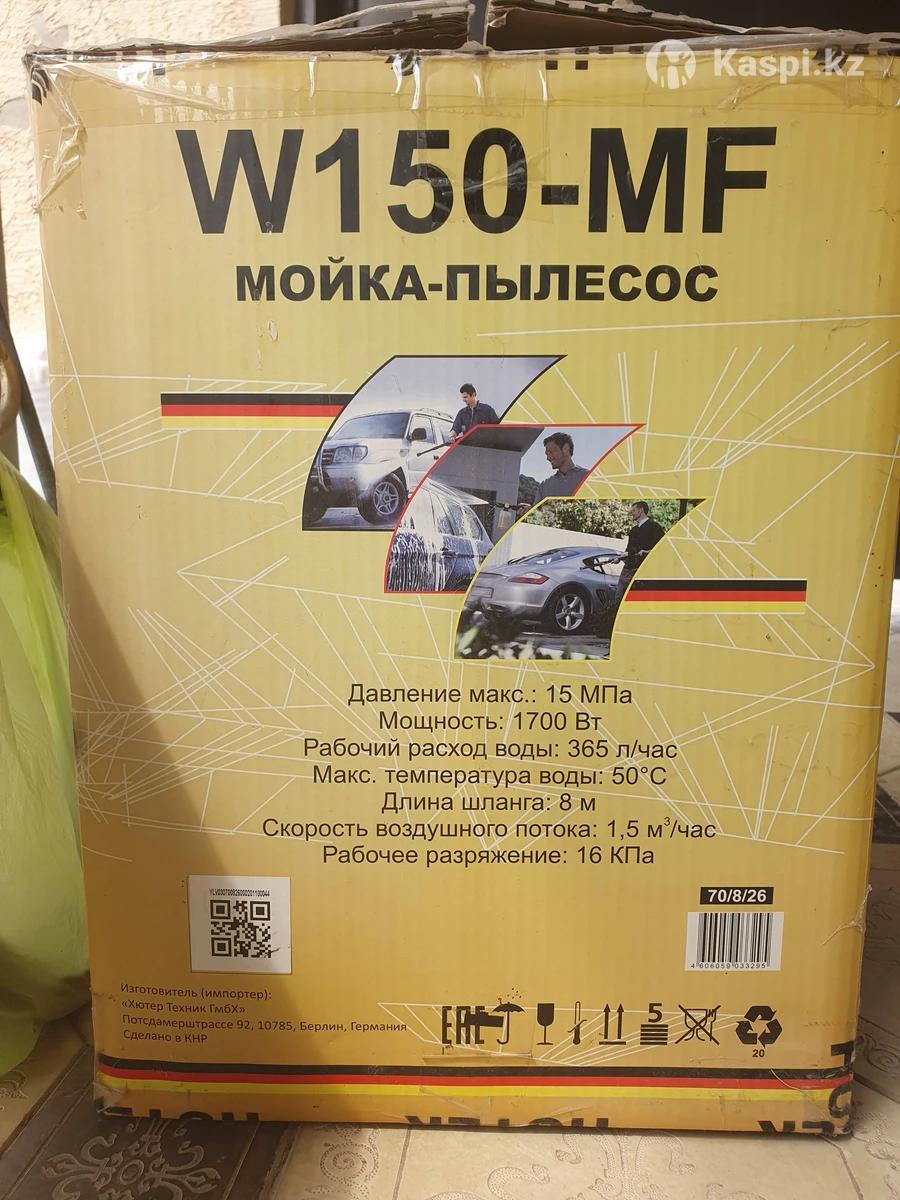 Kaspi.kz
W150-MF
МОЙКА-ПЫЛЕСОС
Давление макс.: 15 МПа
Мощность: 1700 Вт
Рабочий расход воды: 365 л/час
Макс. температура воды: 50°C
Длина шланга: 8 м
Скорость воздушного потока: 1,5 м³/час
Рабочее разряжение: 16 КПа
70/8/26
4 606059 033295
Изготовитель (импортер):
«Хютер Техник ГмбХ»
Потсдамерштрассе 92, 10785, Берлин, Германия
Сделано в КНР
EAC
5
20